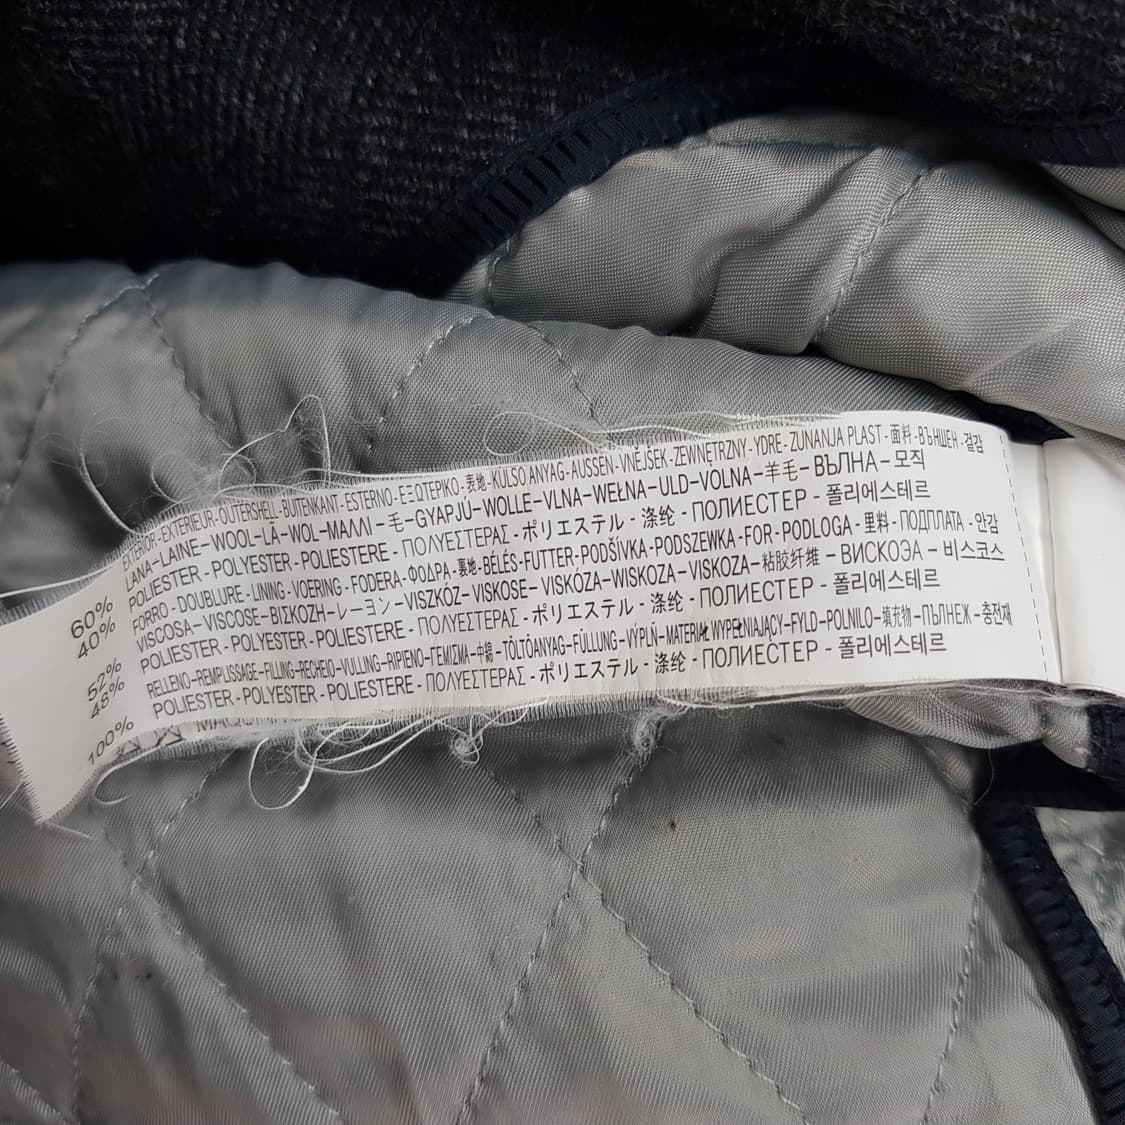 EXTERIOR-EXTÉRIEUR-OUTERSHELL-BUTENKANT-ESTERNO-ΕΞΩΤΕΡΙΚΟ-表地-KÜLSO ANYAG-AUSSEN-VNĚJŠEK-ZEWNĘTRZNY-YDRE-ZUNANJA PLAST-面料-ВЪНШЕН-겉감
60% LANA-LAINE-WOOL-LÃ-WOL-ΜΑΛΛΙ-毛-GYAPJÚ-WOLLE-VLNA-WEŁNA-ULD-VOLNA-羊毛-ВЪЛНА-모직
40% POLIESTER-POLYESTER-POLIESTERE-ΠΟΛΥΕΣΤΕΡΑΣ-ポリエステル-涤纶-ПОЛИЕСТЕР-폴리에스테르
FORRO-DOUBLURE-LINING-VOERING-FODERA-ΦΟΔΡΑ-裏地-BÉLÉS-FUTTER-PODŠÍVKA-PODSZEWKA-FOR-PODLOGA-里料-ПОДПЛАТА-안감
52% VISCOSA-VISCOSE-ΒΙΣΚΟΖΗ-レーヨン-VISZKÓZ-VISKOSE-VISKÓZA-WISKOZA-VISKOZA-粘胶纤维-ВИСКОЭА-비스코스
48% POLIESTER-POLYESTER-POLIESTERE-ΠΟΛΥΕΣΤΕΡΑΣ-ポリエステル-涤纶-ПОЛИЕСТЕР-폴리에스테르
RELLENO-REMPLISSAGE-FILLING-RECHEIO-VULLING-RIPIENO-ΓΕΜΙΣΜΑ-中綿-TÖLTÖANYAG-FÜLLUNG-VÝPLŇ-MATERIAŁ WYPEŁNIAJĄCY-FYLD-POLNILO-填充物-ПЪЛНЕЖ-충전재
100% POLIESTER-POLYESTER-POLIESTERE-ΠΟΛΥΕΣΤΕΡΑΣ-ポリエステル-涤纶-ПОЛИЕСТЕР-폴리에스테르